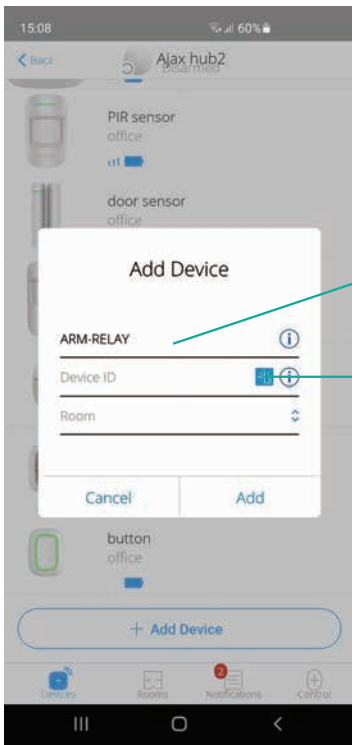 15:08 60%
Back Ajax hub2
Disarmed
PIR sensor
office
door sensor
office
Add Device
ARM-RELAY
Device ID
Room
Cancel Add
button
office
+ Add Device
Devices Rooms 2 Notifications Control